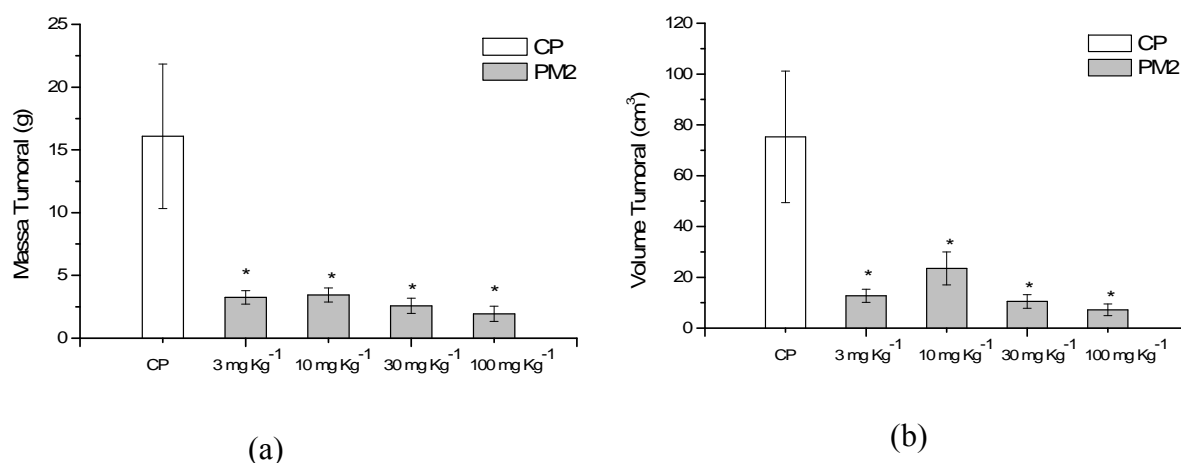 25
20
15
10
5
0
Massa Tumoral (g)
CP
PM2
*
*
*
*
CP
3 mg Kg⁻¹
10 mg Kg⁻¹
30 mg Kg⁻¹
100 mg Kg⁻¹
(a)
120
100
80
60
40
20
0
Volume Tumoral (cm³)
CP
PM2
*
*
*
*
CP
3 mg Kg⁻¹
10 mg Kg⁻¹
30 mg Kg⁻¹
100 mg Kg⁻¹
(b)